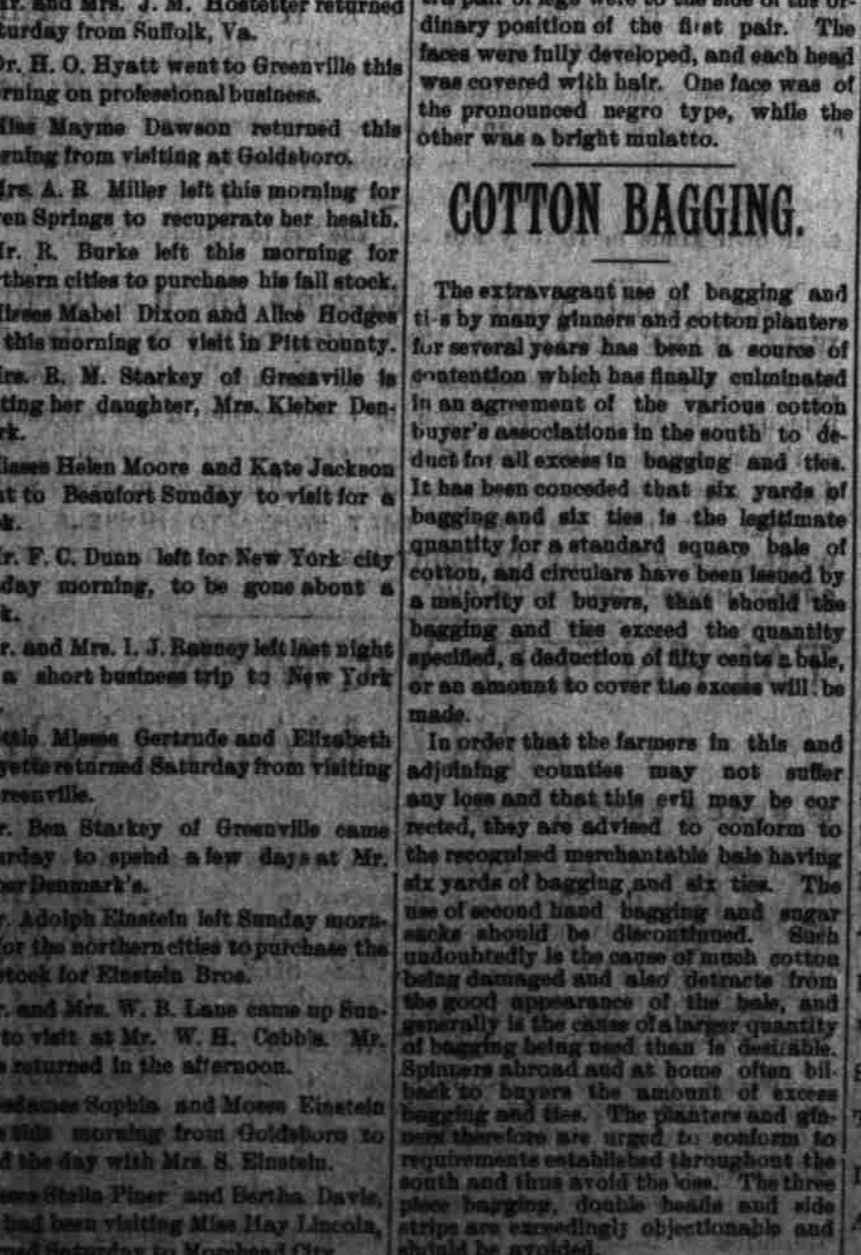 r. and Mrs. J. M. Hostetter returned
turday from Suffolk, Va.
Dr. H. O. Hyatt went to Greenville this
rning on professional business.
liss Mayme Dawson returned this
rning from visiting at Goldsboro.
Mrs. A. R Miller left this morning for
en Springs to recuperate her health.
Mr. R. Burke left this morning for
rthern cities to purchase his fall stock.
Misses Mabel Dixon and Alice Hodges
this morning to visit in Pitt county.
Mrs. B. M. Starkey of Greenville is
ting her daughter, Mrs. Kleber Den-
rk.
isses Helen Moore and Kate Jackson
nt to Beaufort Sunday to visit for a
k.
r. F. C. Dunn left for New York city
day morning, to be gone about a
k.
r. and Mrs. I. J. Rauney left last night
a short business trip to New York
ttle Misses Gertrude and Elizabeth
yette returned Saturday from visiting
reenville.
r. Ben Starkey of Greenville came
urday to spend a few days at Mr.
ber Denmark's.
r. Adolph Einstein left Sunday morn-
for the northern cities to purchase the
stock for Einstein Bros.
r. and Mrs. W. B. Lane came up Sun-
to visit at Mr. W. H. Cobb's. Mr.
returned in the afternoon.
esdames Sophia and Moses Einstein
this morning from Goldsboro to
d the day with Mrs. S. Einstein.
isses Stella Piner and Bertha Davis,
had been visiting Miss May Lincoln,
Saturday to Morehead City.
pair of legs were to the side of the or-
dinary position of the first pair. The
faces were fully developed, and each head
was covered with hair. One face was of
the pronounced negro type, while the
other was a bright mulatto.
COTTON BAGGING.
The extravagant use of bagging and
ti-s by many ginners and cotton planters
for several years has been a source of
contention which has finally culminated
in an agreement of the various cotton
buyer's associations in the south to de-
duct for all excess in bagging and ties.
It has been conceded that six yards of
bagging and six ties is the legitimate
quantity for a standard square bale of
cotton, and circulars have been issued by
a majority of buyers, that should the
bagging and ties exceed the quantity
specified, a deduction of fifty cents a bale,
or an amount to cover the excess will be
made.
In order that the farmers in this and
adjoining counties may not suffer
any loss and that this evil may be cor
rected, they are advised to conform to
the recognised merchantable bale having
six yards of bagging and six ties. The
use of second hand bagging and sugar
sacks should be discontinued. Such
undoubtedly is the cause of much cotton
being damaged and also detracts from
the good appearance of the bale, and
generally is the cause of a larger quantity
of bagging being used than is desirable.
Spinners abroad and at home often bil-
back to buyers the amount of excess
bagging and ties. The planters and gin-
ners therefore are urged to conform to
requirements established throughout the
south and thus avoid the loss. The three
piece bagging, double heads and side
strips are exceedingly objectionable and
should be avoided.